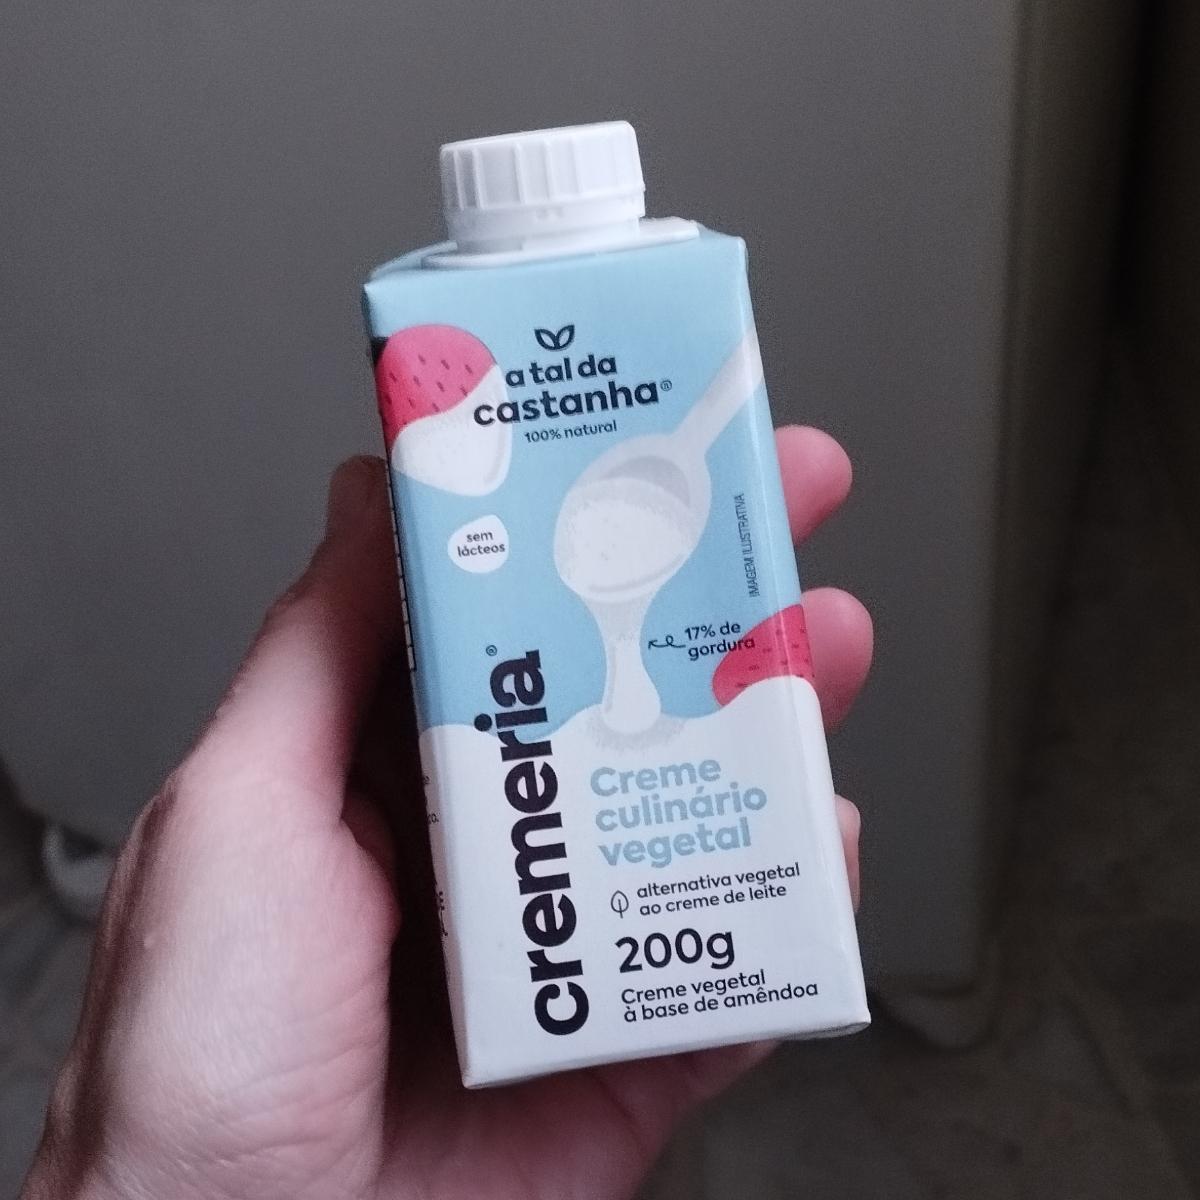 a tal da
castanha®
100% natural
sem
lácteos
IMAGEM ILUSTRATIVA
17% de
gordura
cremeria®
Creme
culinário
vegetal
alternativa vegetal
ao creme de leite
200g
Creme vegetal
à base de amêndoa